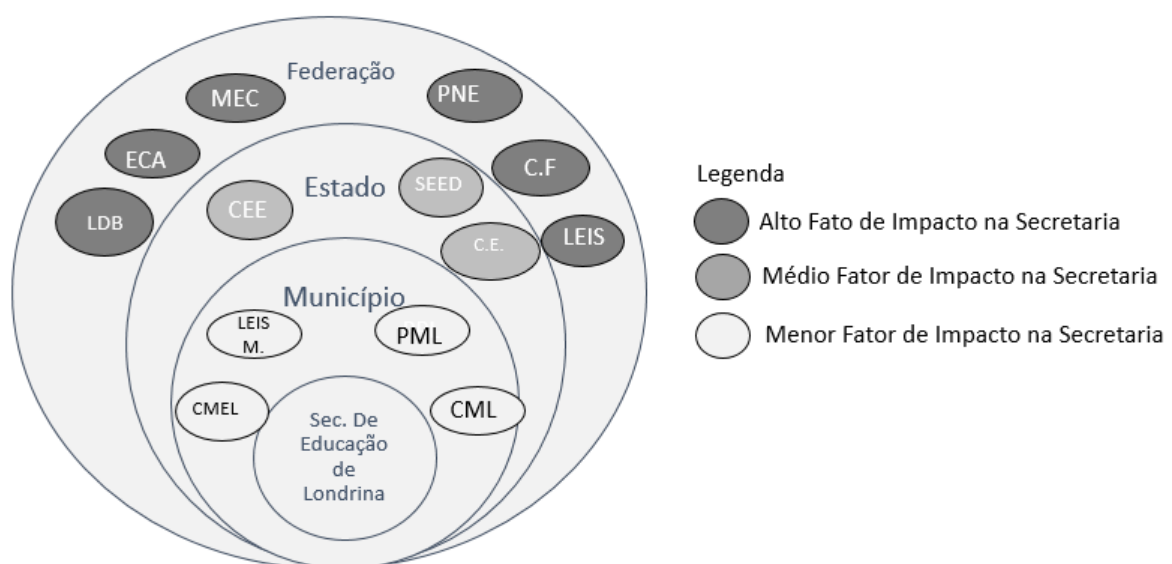 Federação
MEC
PNE
ECA
C.F
LDB
Estado
SEED
CEE
C.E.
LEIS
Município
LEIS
M.
PML
CMEL
CML
Sec. De
Educação
de
Londrina
Legenda
Alto Fato de Impacto na Secretaria
Médio Fator de Impacto na Secretaria
Menor Fator de Impacto na Secretaria